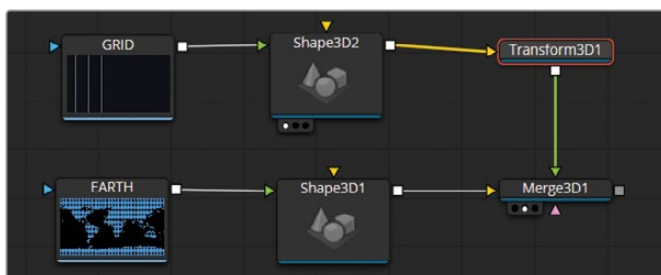 GRID
Shape3D2
Transform3D1
FARTH
Shape3D1
Merge3D1